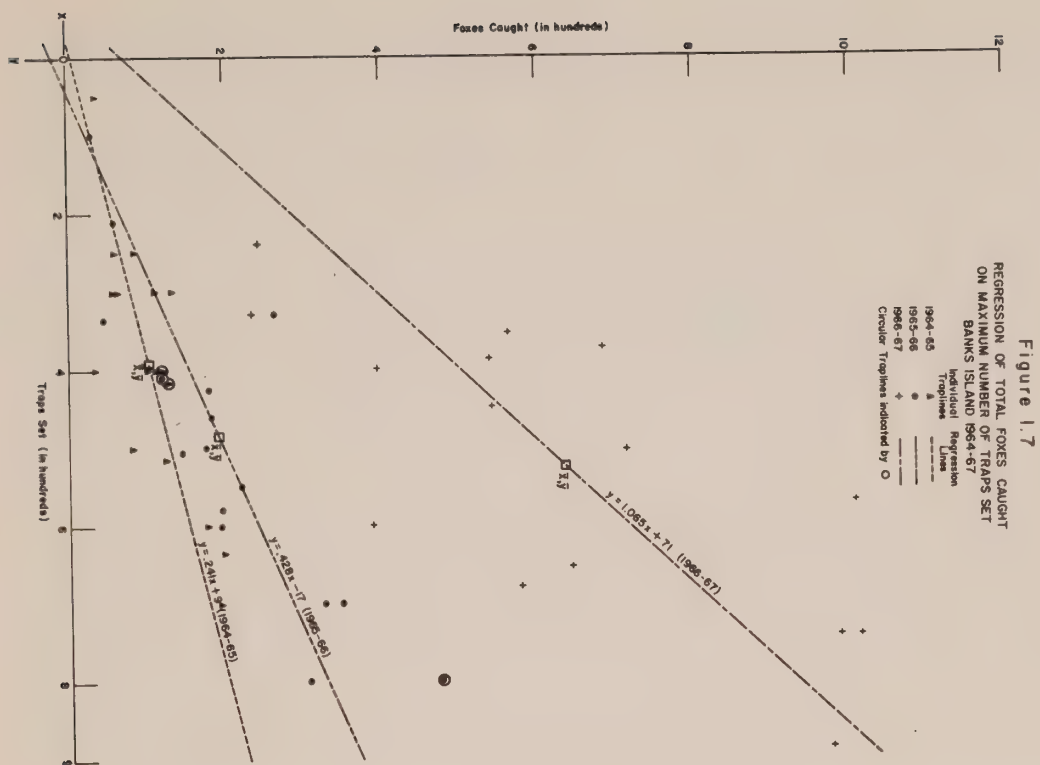 Figure 1.7
REGRESSION OF TOTAL FOXES CAUGHT
ON MAXIMUM NUMBER OF TRAPS SET
BANKS ISLAND 1964-67
Individual Traplines
Regression Lines
1964-65
1965-66
1966-67
Circular Traplines indicated by O
Foxes Caught (in hundreds)
12
10
8
6
4
2
O
X
y = 1.065x + 71 (1966-67)
y = .428x - 17 (1965-66)
y = .241x + 9 (1964-65)
x̄,ȳ
x̄,ȳ
x̄,ȳ
2
4
6
8
9
Traps Set (in hundreds)